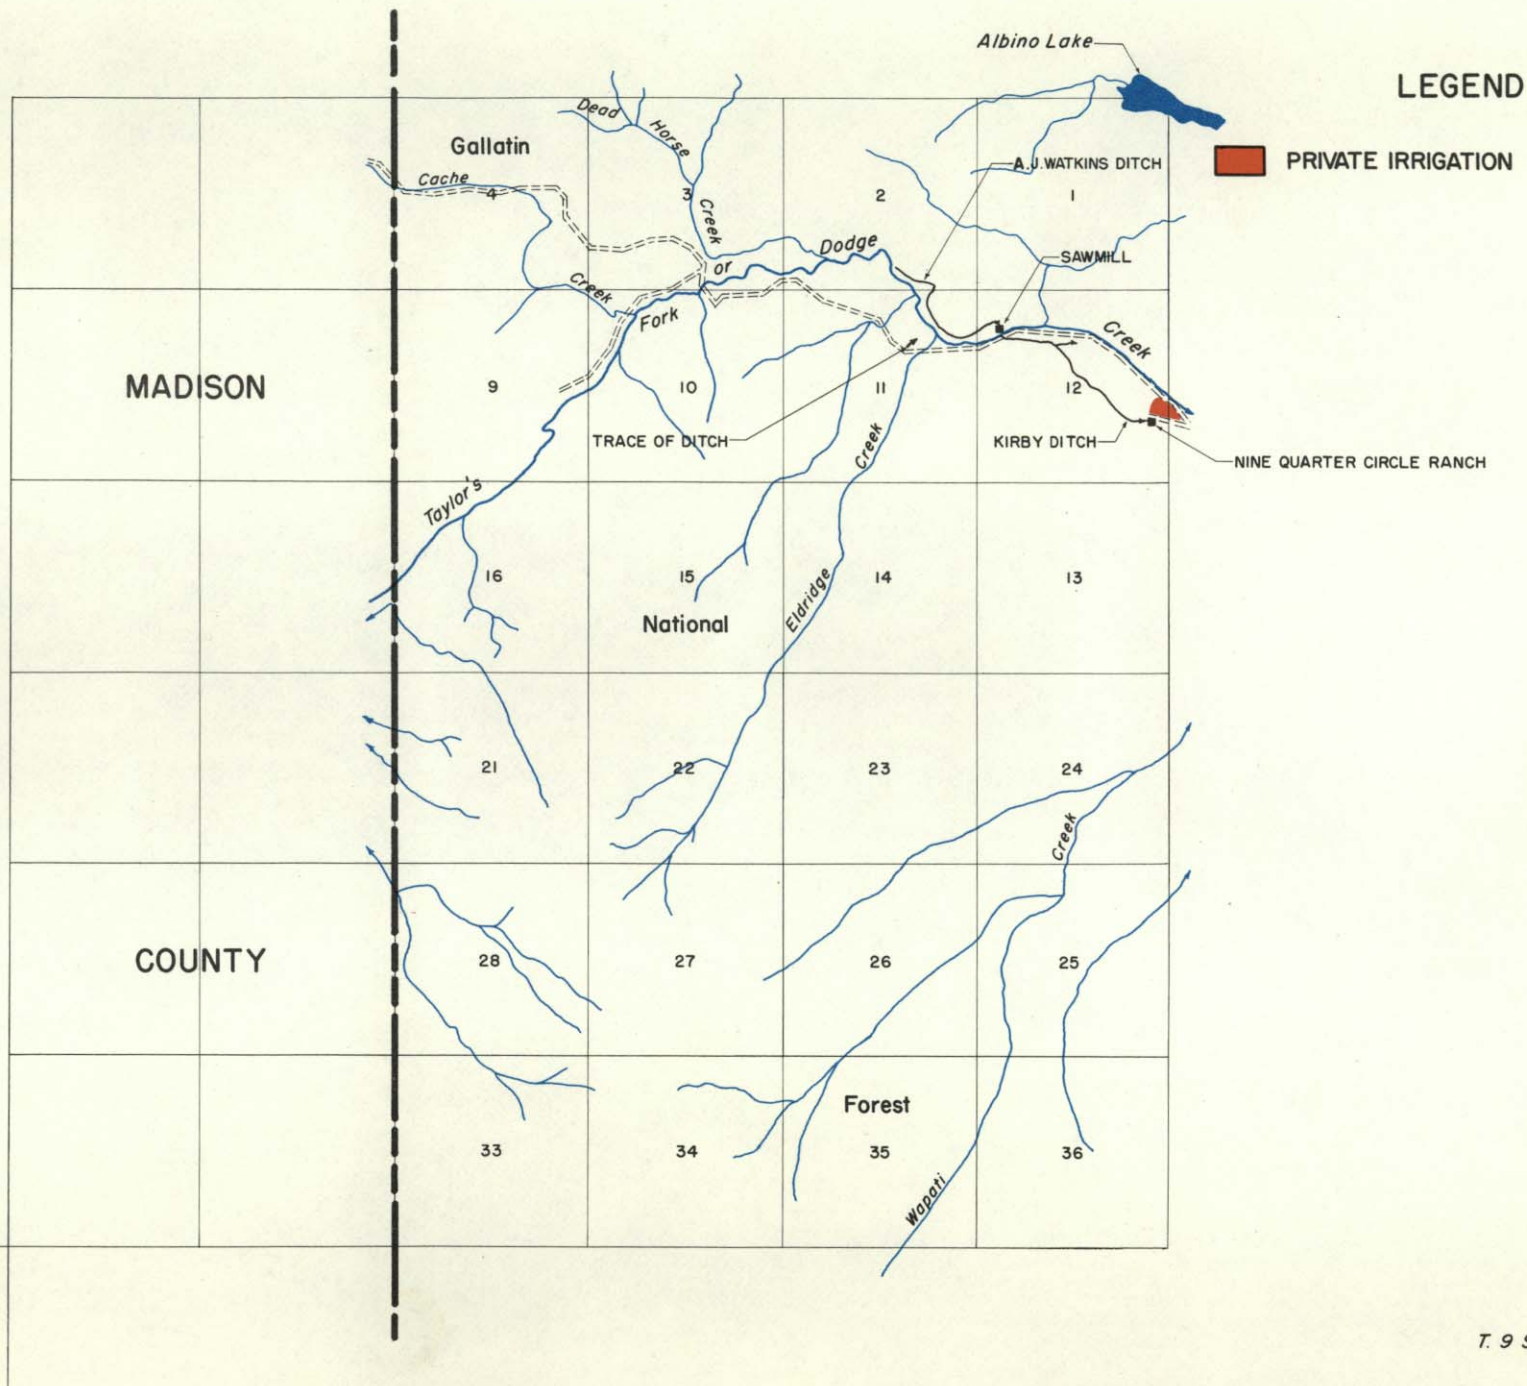 Albino Lake
LEGEND
PRIVATE IRRIGATION
Dead Horse Creek
Gallatin
Cache Creek
A.J. WATKINS DITCH
4
3
2
1
Taylor's Fork or Dodge Creek
SAWMILL
MADISON
9
10
11
12
TRACE OF DITCH
KIRBY DITCH
NINE QUARTER CIRCLE RANCH
Eldridge Creek
16
15
14
13
National
21
22
23
24
Wapati Creek
COUNTY
28
27
26
25
Forest
33
34
35
36
T. 9 S